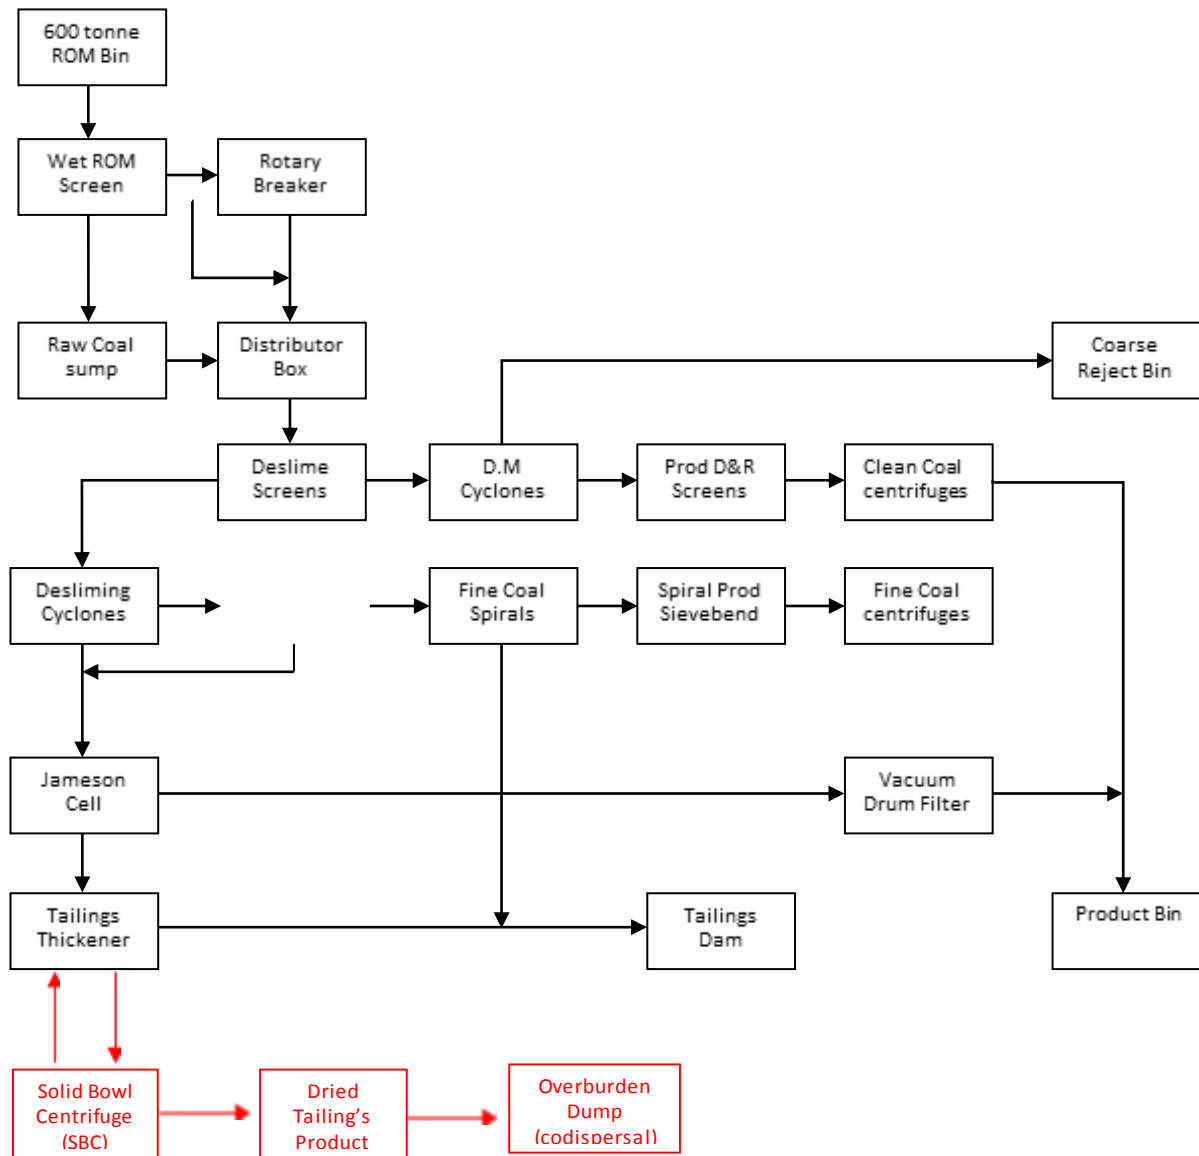 600 tonne
ROM Bin
Wet ROM
Screen
Rotary
Breaker
Raw Coal
sump
Distributor
Box
Coarse
Reject Bin
Deslime
Screens
D.M
Cyclones
Prod D&R
Screens
Clean Coal
centrifuges
Desliming
Cyclones
Fine Coal
Spirals
Spiral Prod
Sievebend
Fine Coal
centrifuges
Jameson
Cell
Vacuum
Drum Filter
Tailings
Thickener
Tailings
Dam
Product Bin
Solid Bowl
Centrifuge
(SBC)
Dried
Tailing’s
Product
Overburden
Dump
(codispersal)